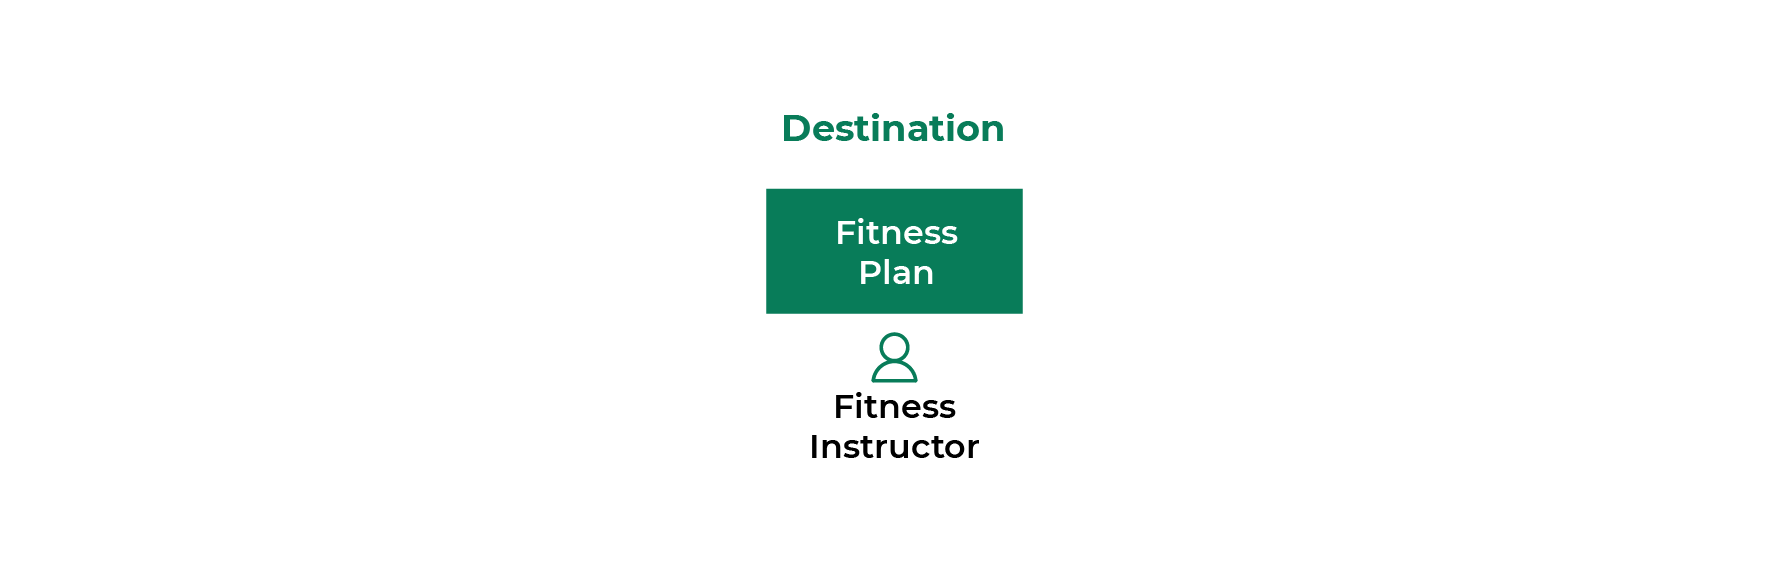 Destination
Fitness
Plan
Fitness
Instructor